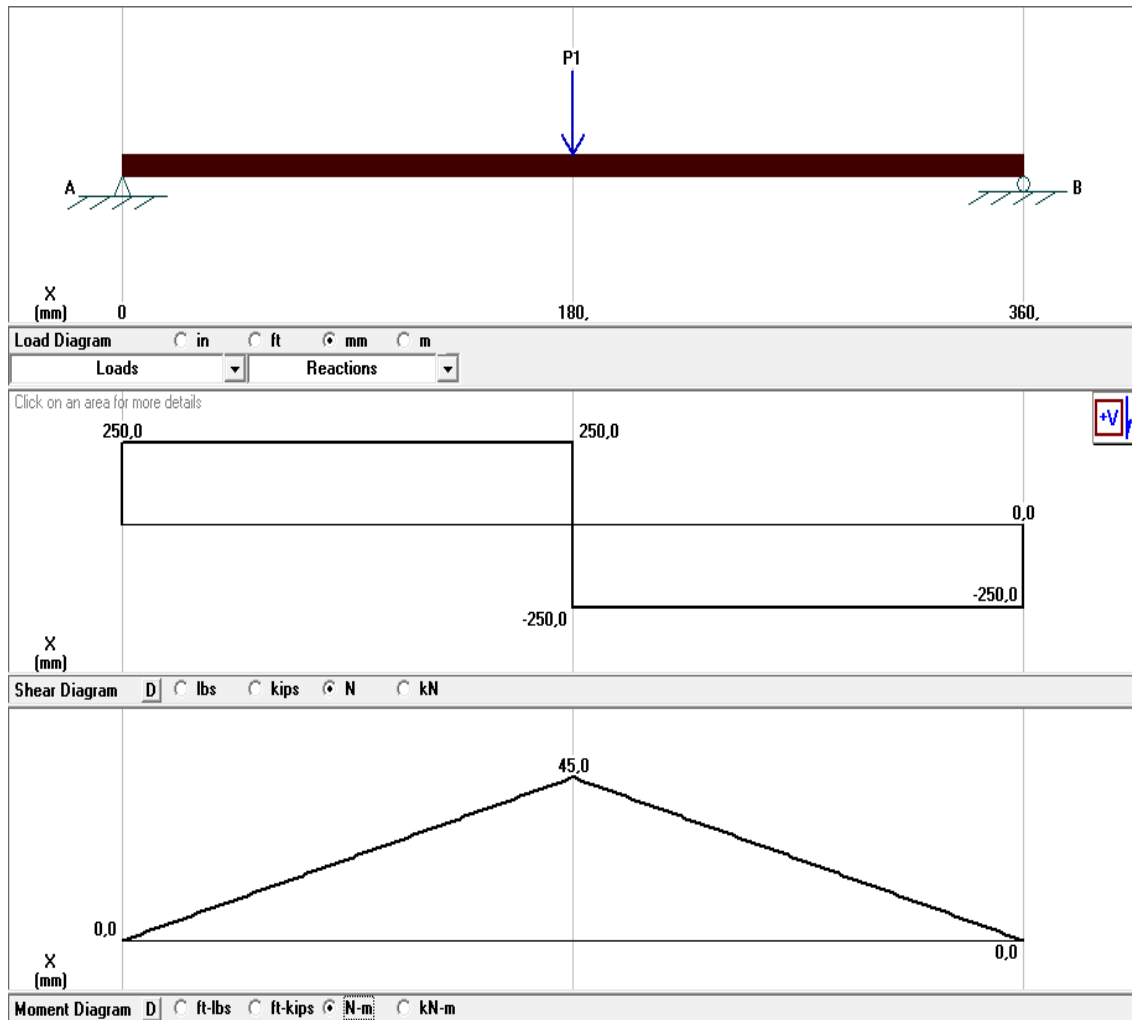 P1
A
B
X
(mm) 0 180, 360,
Load Diagram in ft mm m
Loads Reactions
Click on an area for more details
+V
250,0 250,0
0,0
-250,0
-250,0
X
(mm)
Shear Diagram D lbs kips N kN
45,0
0,0
0,0
X
(mm)
Moment Diagram D ft-lbs ft-kips N-m kN-m